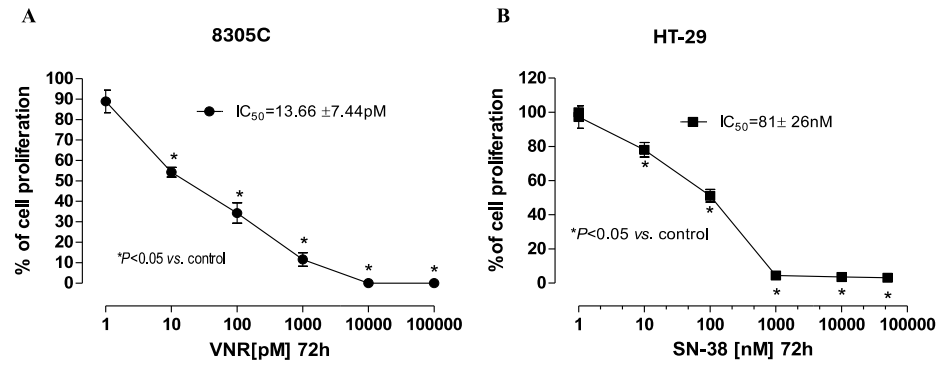 A
8305C
% of cell proliferation
100
90
80
70
60
50
40
30
20
10
0
IC50=13.66 ±7.44pM
*
*
*
*
*
*P<0.05 vs. control
1 10 100 1000 10000 100000
VNR[pM] 72h
B
HT-29
% of cell proliferation
120
100
80
60
40
20
0
IC50=81± 26nM
*
*
*
*
*
*P<0.05 vs. control
1 10 100 1000 10000 100000
SN-38 [nM] 72h